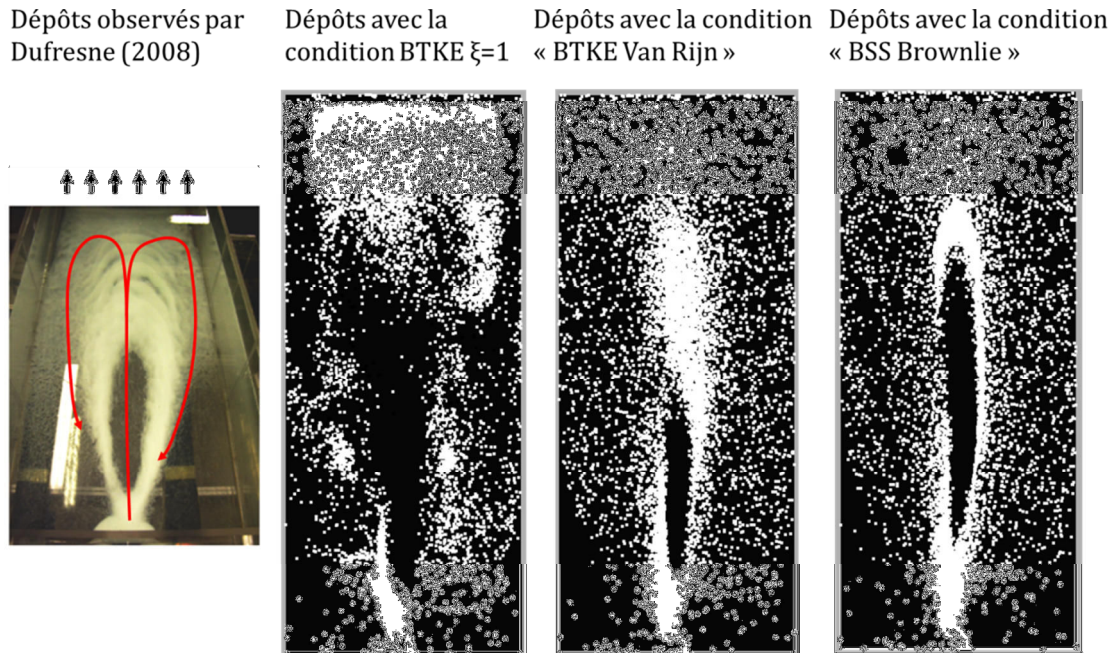 Dépôts observés par
Dufresne (2008)
Dépôts avec la
condition BTKE ξ=1
Dépôts avec la condition
« BTKE Van Rijn »
Dépôts avec la condition
« BSS Brownlie »